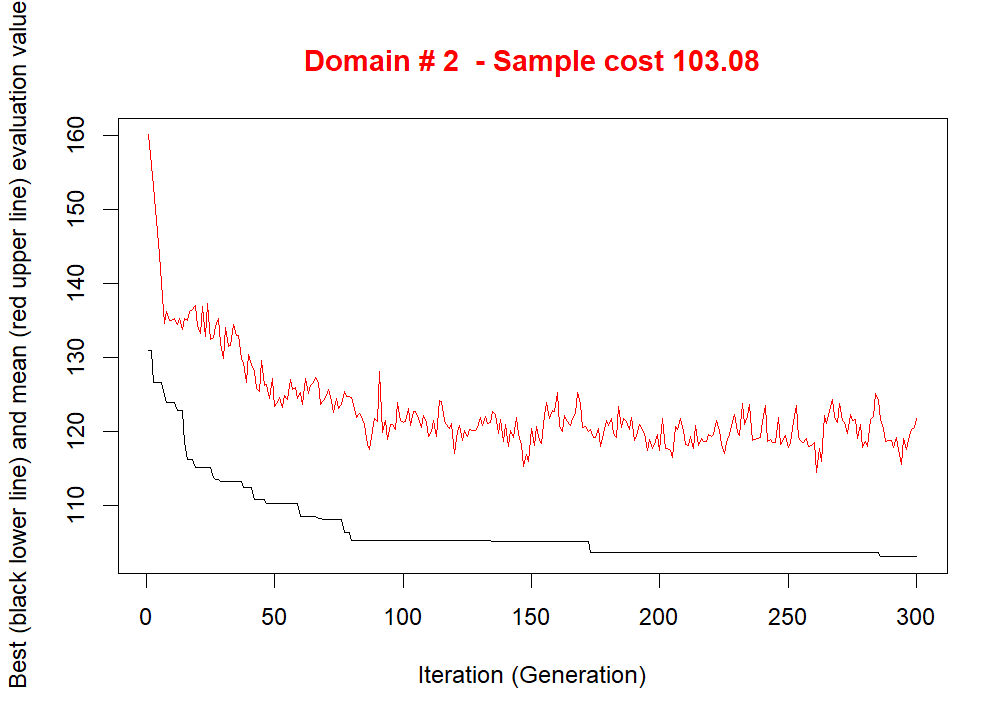 Domain # 2  - Sample cost 103.08
Best (black lower line) and mean (red upper line) evaluation value
160
150
140
130
120
110
0 50 100 150 200 250 300
Iteration (Generation)